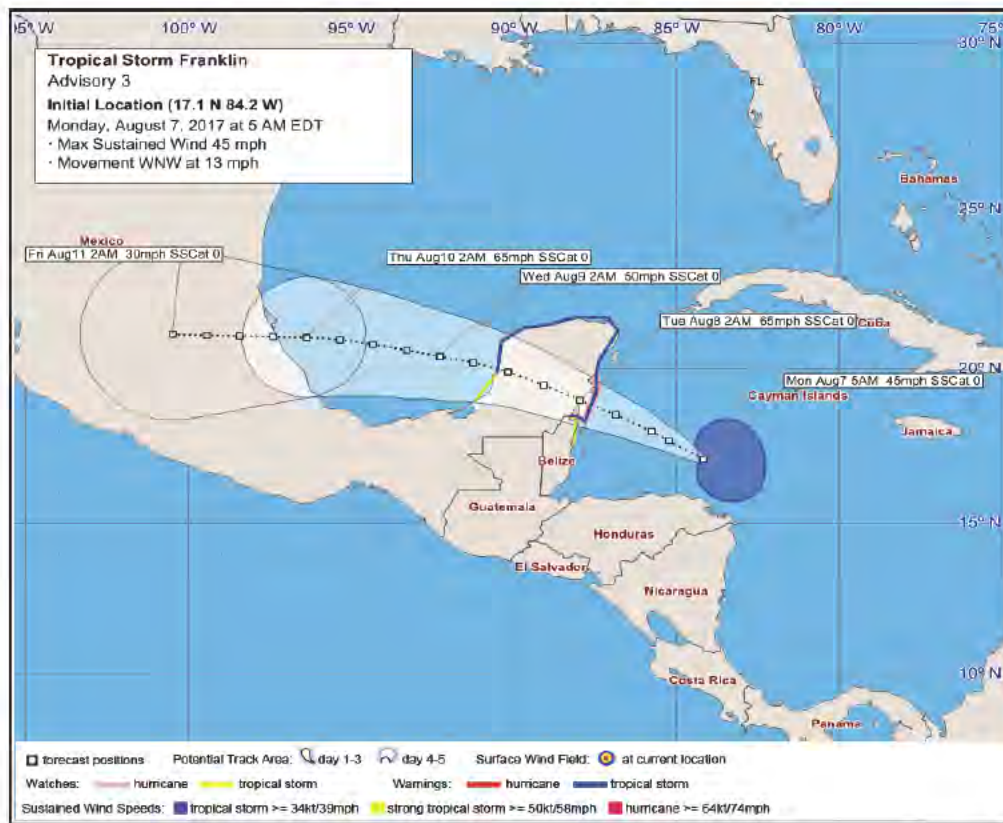 95° W 100° W 95° W 90° W 85° W 80° W 75°
30° N
Tropical Storm Franklin
Advisory 3
Initial Location (17.1 N 84.2 W)
Monday, August 7, 2017 at 5 AM EDT
· Max Sustained Wind 45 mph
· Movement WNW at 13 mph
FL
Bahamas
25° N
Mexico
Fri Aug11 2AM 30mph SSCat 0
Thu Aug10 2AM 65mph SSCat 0
Wed Aug9 2AM 50mph SSCat 0
Tue Aug8 2AM 65mph SSCat 0
Cuba
20° N
Mon Aug7 5AM 45mph SSCat 0
Cayman Islands
Jamaica
Belize
Guatemala
15° N
Honduras
El Salvador
Nicaragua
10° N
Costa Rica
Panama
forecast positions Potential Track Area: day 1-3 day 4-5 Surface Wind Field: at current location
Watches: hurricane tropical storm Warnings: hurricane tropical storm
Sustained Wind Speeds: tropical storm >= 34kt/39mph strong tropical storm >= 50kt/58mph hurricane >= 64kt/74mph